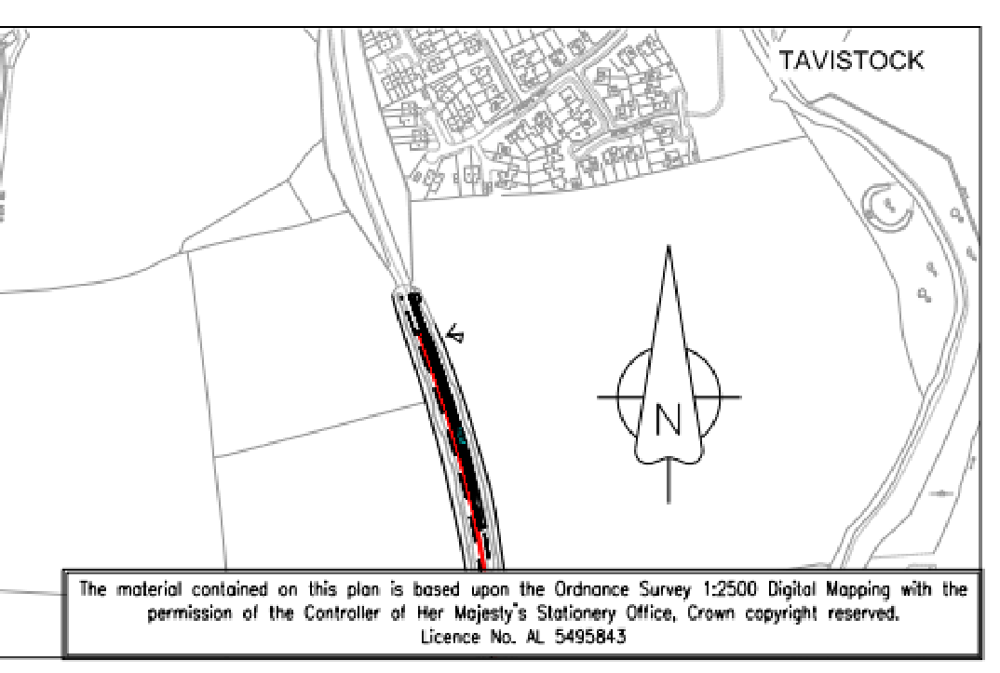 TAVISTOCK
N
The material contained on this plan is based upon the Ordnance Survey 1:2500 Digital Mapping with the
permission of the Controller of Her Majesty's Stationery Office, Crown copyright reserved.
Licence No. AL 5495843